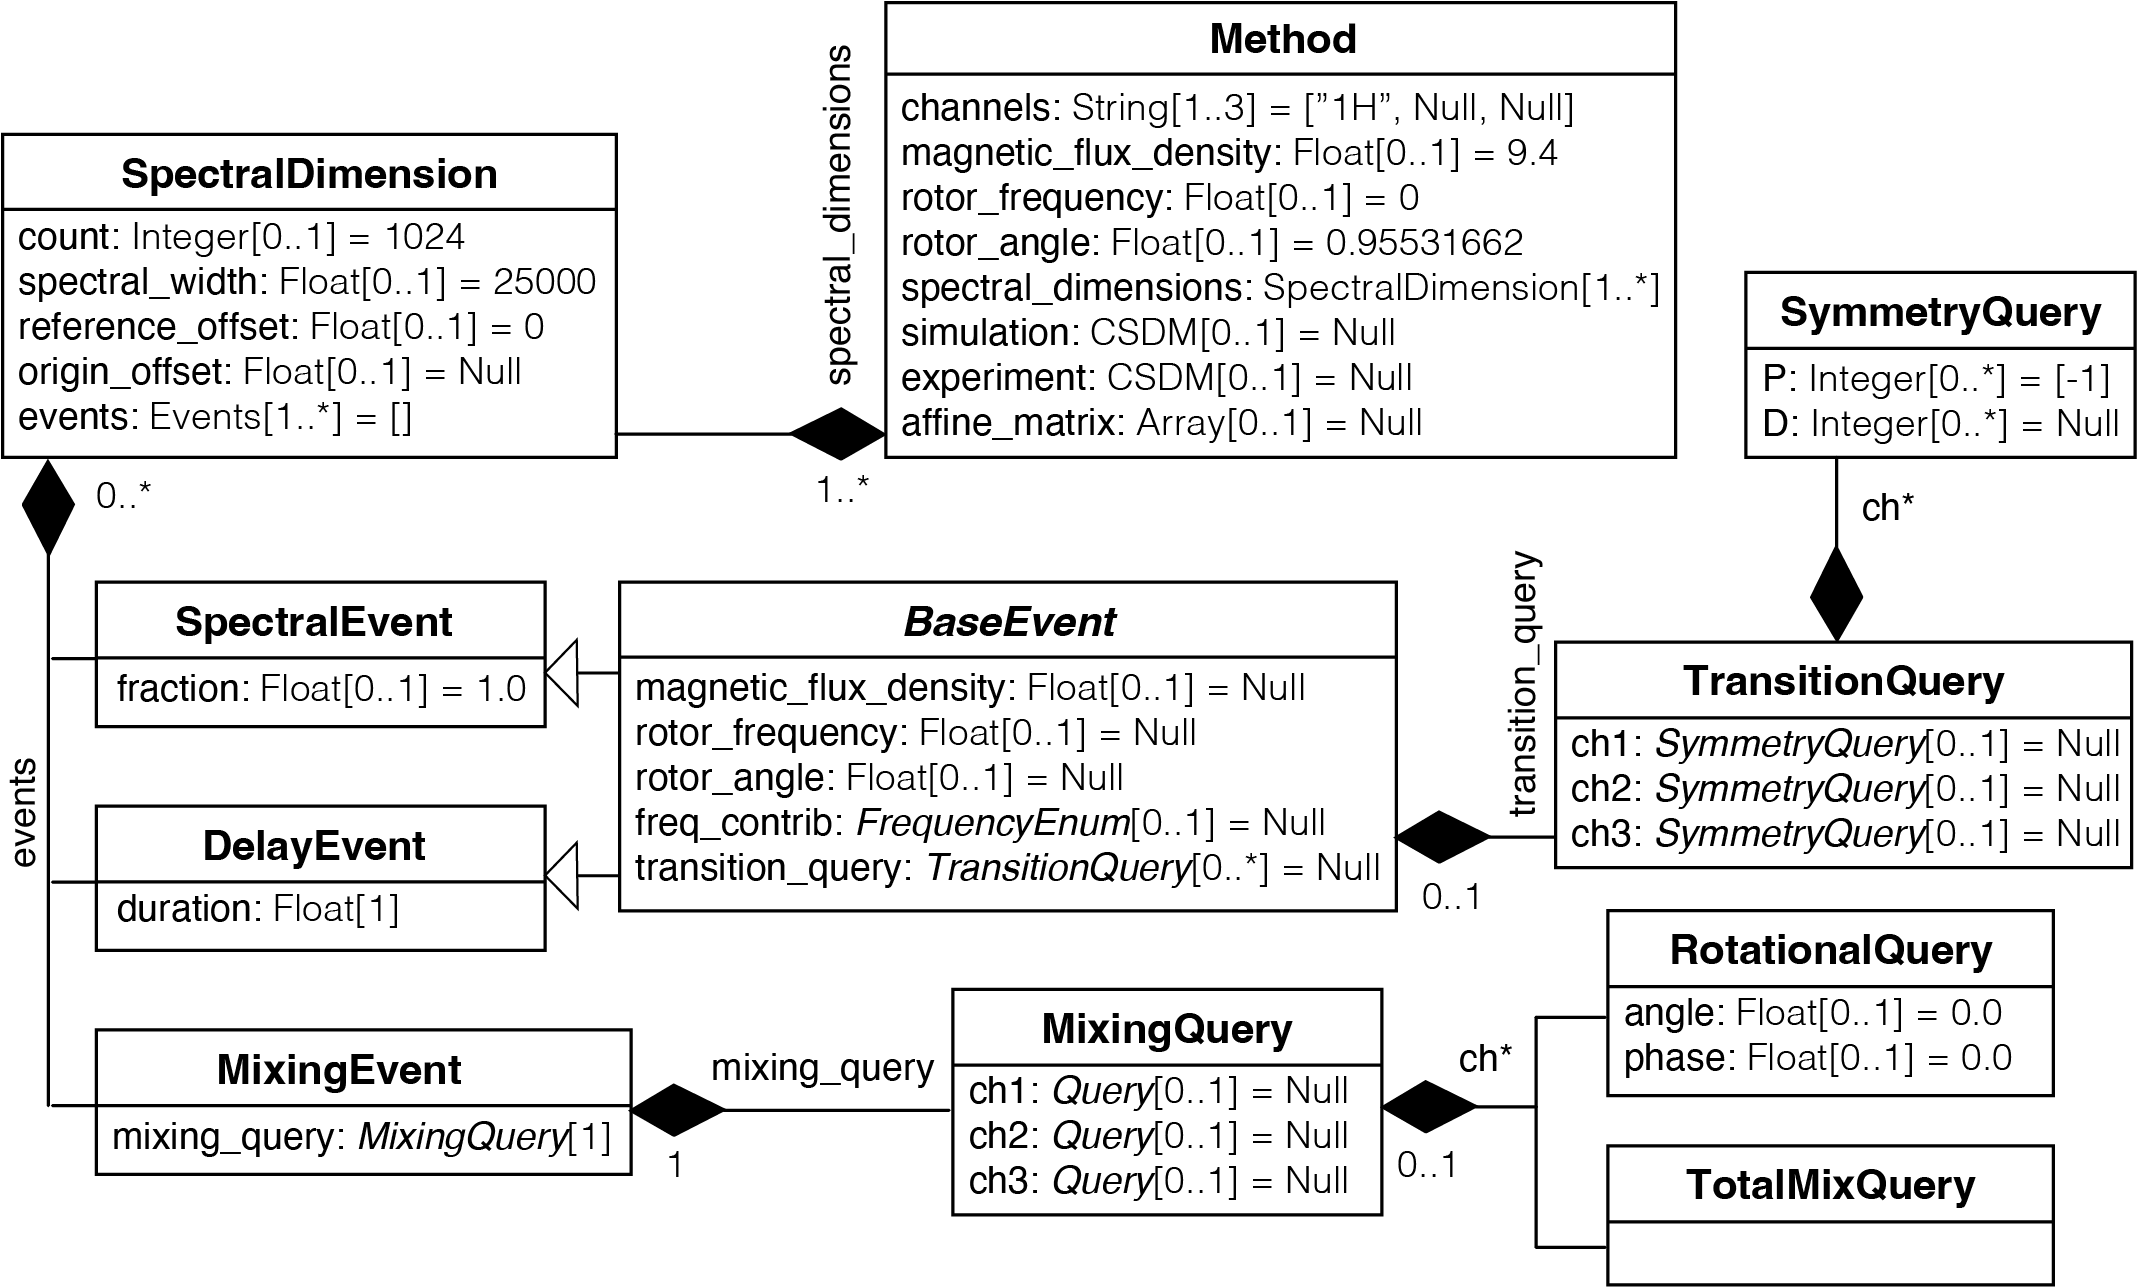 Method
channels: String[1..3] = ["1H", Null, Null]
magnetic_flux_density: Float[0..1] = 9.4
rotor_frequency: Float[0..1] = 0
rotor_angle: Float[0..1] = 0.95531662
spectral_dimensions: SpectralDimension[1..*]
simulation: CSDM[0..1] = Null
experiment: CSDM[0..1] = Null
affine_matrix: Array[0..1] = Null
spectral_dimensions
1..*
SpectralDimension
count: Integer[0..1] = 1024
spectral_width: Float[0..1] = 25000
reference_offset: Float[0..1] = 0
origin_offset: Float[0..1] = Null
events: Events[1..*] = []
0..*
events
SymmetryQuery
P: Integer[0..*] = [-1]
D: Integer[0..*] = Null
ch*
SpectralEvent
fraction: Float[0..1] = 1.0
BaseEvent
magnetic_flux_density: Float[0..1] = Null
rotor_frequency: Float[0..1] = Null
rotor_angle: Float[0..1] = Null
freq_contrib: FrequencyEnum[0..1] = Null
transition_query: TransitionQuery[0..*] = Null
transition_query
0..1
TransitionQuery
ch1: SymmetryQuery[0..1] = Null
ch2: SymmetryQuery[0..1] = Null
ch3: SymmetryQuery[0..1] = Null
DelayEvent
duration: Float[1]
MixingEvent
mixing_query: MixingQuery[1]
mixing_query
1
MixingQuery
ch1: Query[0..1] = Null
ch2: Query[0..1] = Null
ch3: Query[0..1] = Null
ch*
0..1
RotationalQuery
angle: Float[0..1] = 0.0
phase: Float[0..1] = 0.0
TotalMixQuery